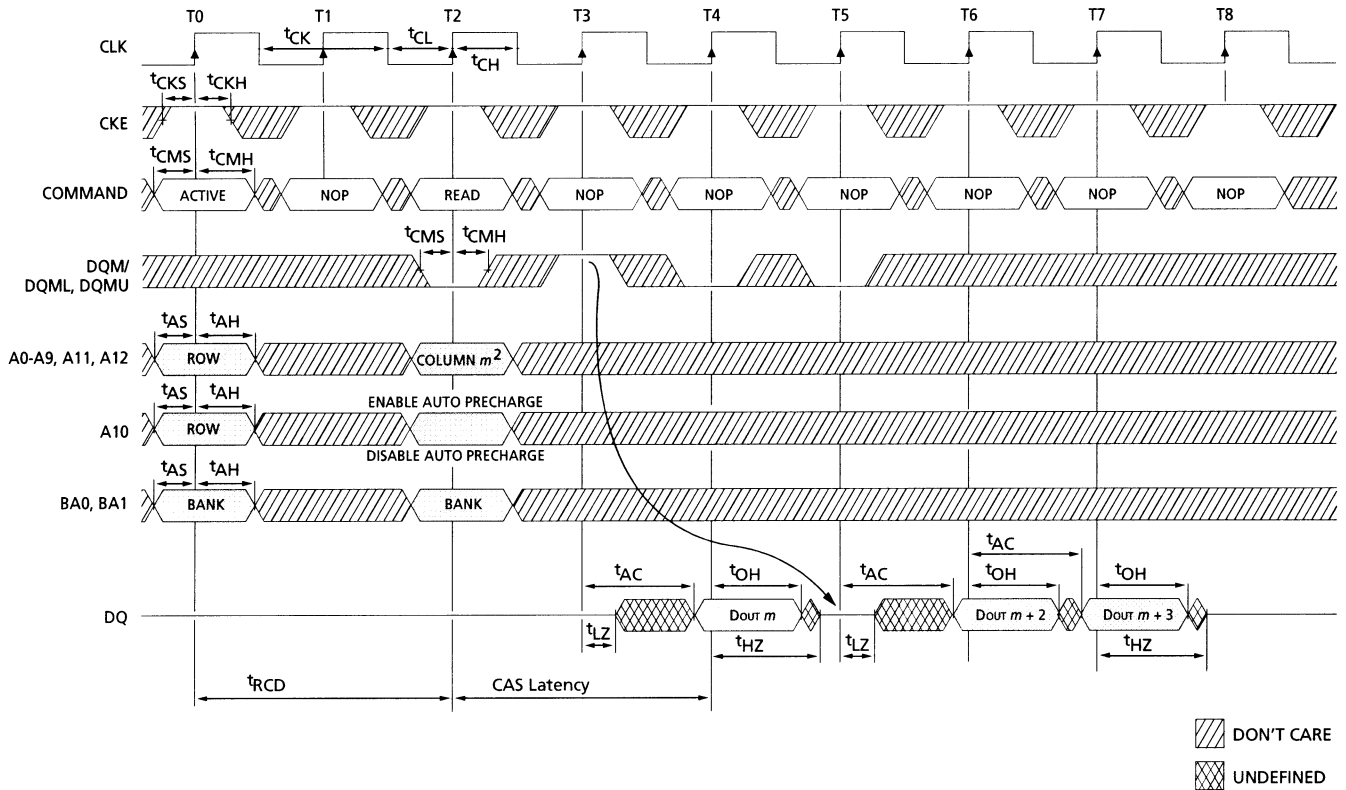 T0 T1 T2 T3 T4 T5 T6 T7 T8
CLK tCK tCL tCH
tCKS tCKH
CKE
tCMS tCMH
COMMAND ACTIVE NOP READ NOP NOP NOP NOP NOP NOP
tCMS tCMH
DQM/
DQML, DQMU
tAS tAH
A0-A9, A11, A12 ROW COLUMN m2
tAS tAH ENABLE AUTO PRECHARGE
A10 ROW
DISABLE AUTO PRECHARGE
tAS tAH
BA0, BA1 BANK BANK
tAC
tAC tOH tAC tOH tOH
DQ DOUT m DOUT m + 2 DOUT m + 3
tLZ tHZ tLZ tHZ
tRCD CAS Latency
DON'T CARE
UNDEFINED